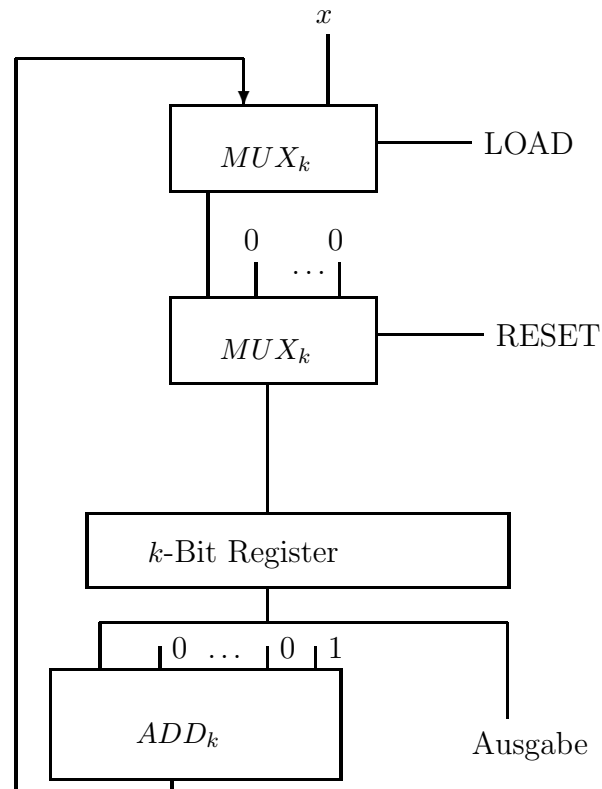 x
MUX_k LOAD
0 0
...
MUX_k RESET
k-Bit Register
0 ... 0 1
ADD_k Ausgabe